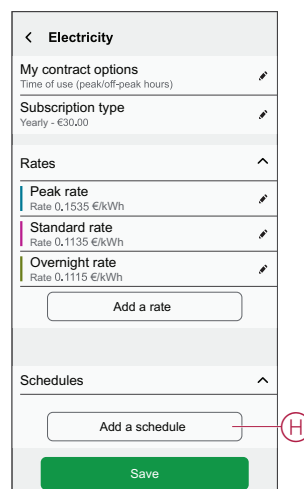 Electricity
My contract options
Time of use (peak/off-peak hours)
Subscription type
Yearly - €30.00
Rates
Peak rate
Rate 0.1535 €/kWh
Standard rate
Rate 0.1135 €/kWh
Overnight rate
Rate 0.1115 €/kWh
Add a rate
Schedules
Add a schedule
H
Save